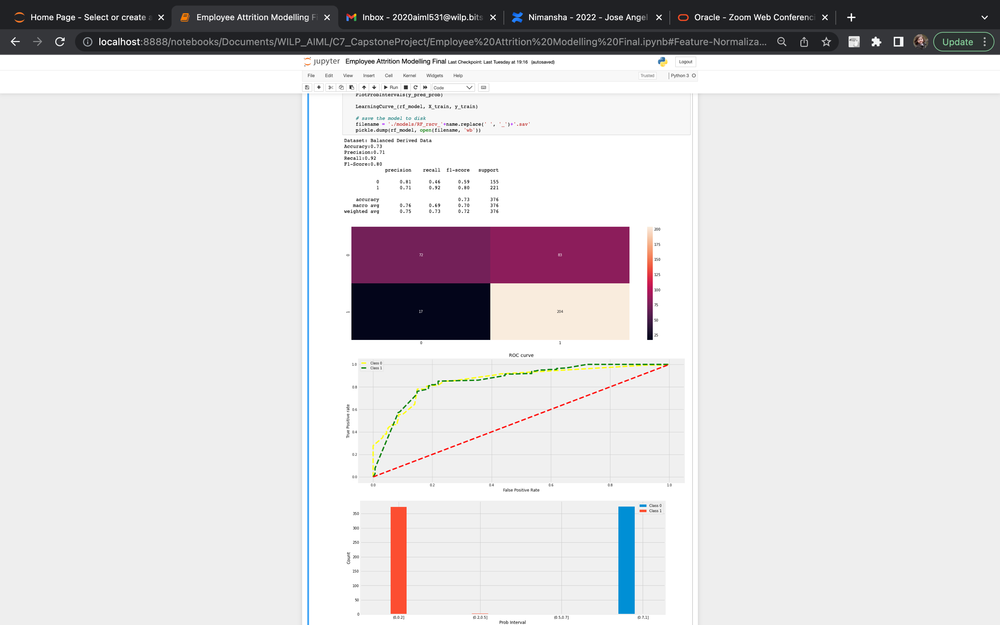 Home Page - Select or create a
Employee Attrition Modelling Fi
Inbox - 2020aiml531@wilp.bits
Nimansha - 2022 - Jose Angel
Oracle - Zoom Web Conferenci
localhost:8888/notebooks/Documents/WILP_AIML/C7_CapstoneProject/Employee%20Attrition%20Modelling%20Final.ipynb#Feature-Normaliza...
Update
jupyter Employee Attrition Modelling Final Last Checkpoint: Last Tuesday at 19:16 (autosaved)
Logout
File Edit View Insert Cell Kernel Widgets Help
Trusted
Python 3
Run
Code
PlotProbIntervals(y_pred_prob)
LearningCurve_(rf_model, X_train, y_train)
# save the model to disk
filename = './models/RF_rscv_'+name.replace(' ', '_')+'.sav'
pickle.dump(rf_model, open(filename, 'wb'))
Dataset: Balanced Derived Data
Accuracy:0.73
Precision:0.71
Recall:0.92
F1-Score:0.80
precision recall f1-score support
0 0.81 0.46 0.59 155
1 0.71 0.92 0.80 221
accuracy 0.73 376
macro avg 0.76 0.69 0.70 376
weighted avg 0.75 0.73 0.72 376
200
175
150
125
100
75
50
25
0
72
83
1
17
204
0 1
ROC curve
Class 0
Class 1
1.0
0.8
0.6
0.4
0.2
0.0
True Positive rate
0.0 0.2 0.4 0.6 0.8 1.0
False Positive Rate
Class 0
Class 1
350
300
250
200
150
100
50
0
Count
(0,0.2] (0.2,0.5] (0.5,0.7] (0.7,1]
Prob Interval